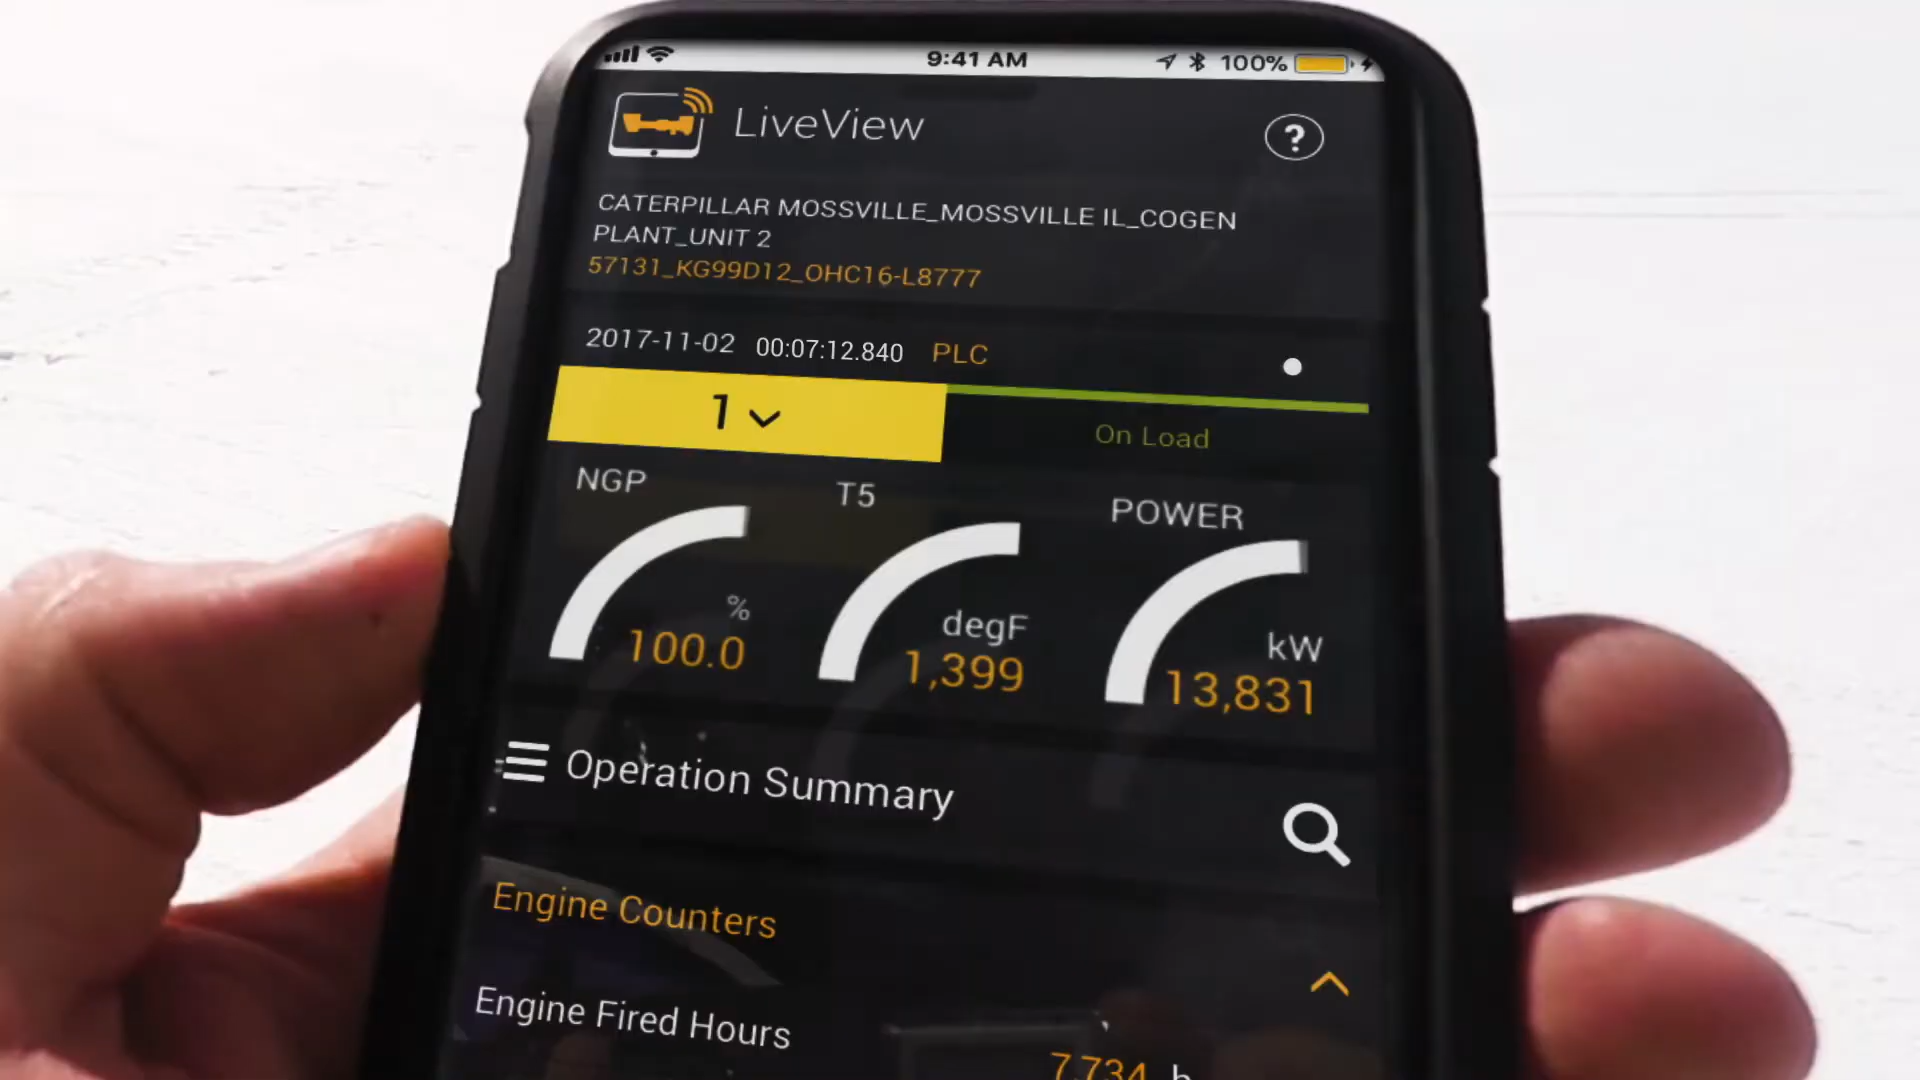 9:41 AM 100%
LiveView ?
CATERPILLAR MOSSVILLE_MOSSVILLE IL_COGEN
PLANT_UNIT 2
57131_KG99D12_OHC16-L8777
2017-11-02 00:07:12.840 PLC
1 On Load
NGP T5 POWER
% degF kW
100.0 1,399 13,831
Operation Summary
Engine Counters
Engine Fired Hours
7,734 h